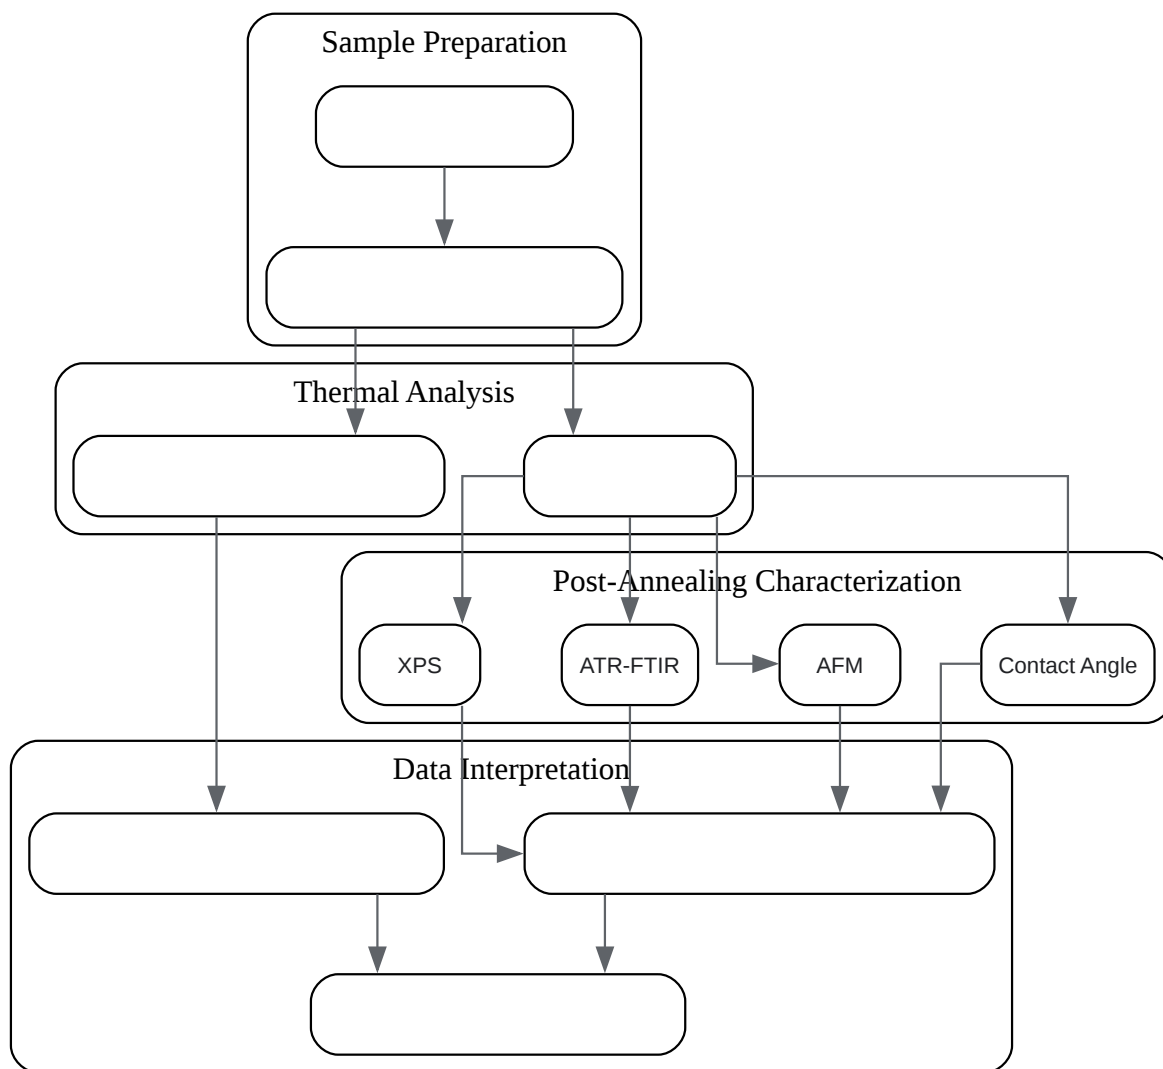 Sample Preparation
Thermal Analysis
Post-Annealing Characterization
XPS
ATR-FTIR
AFM
Contact Angle
Data Interpretation